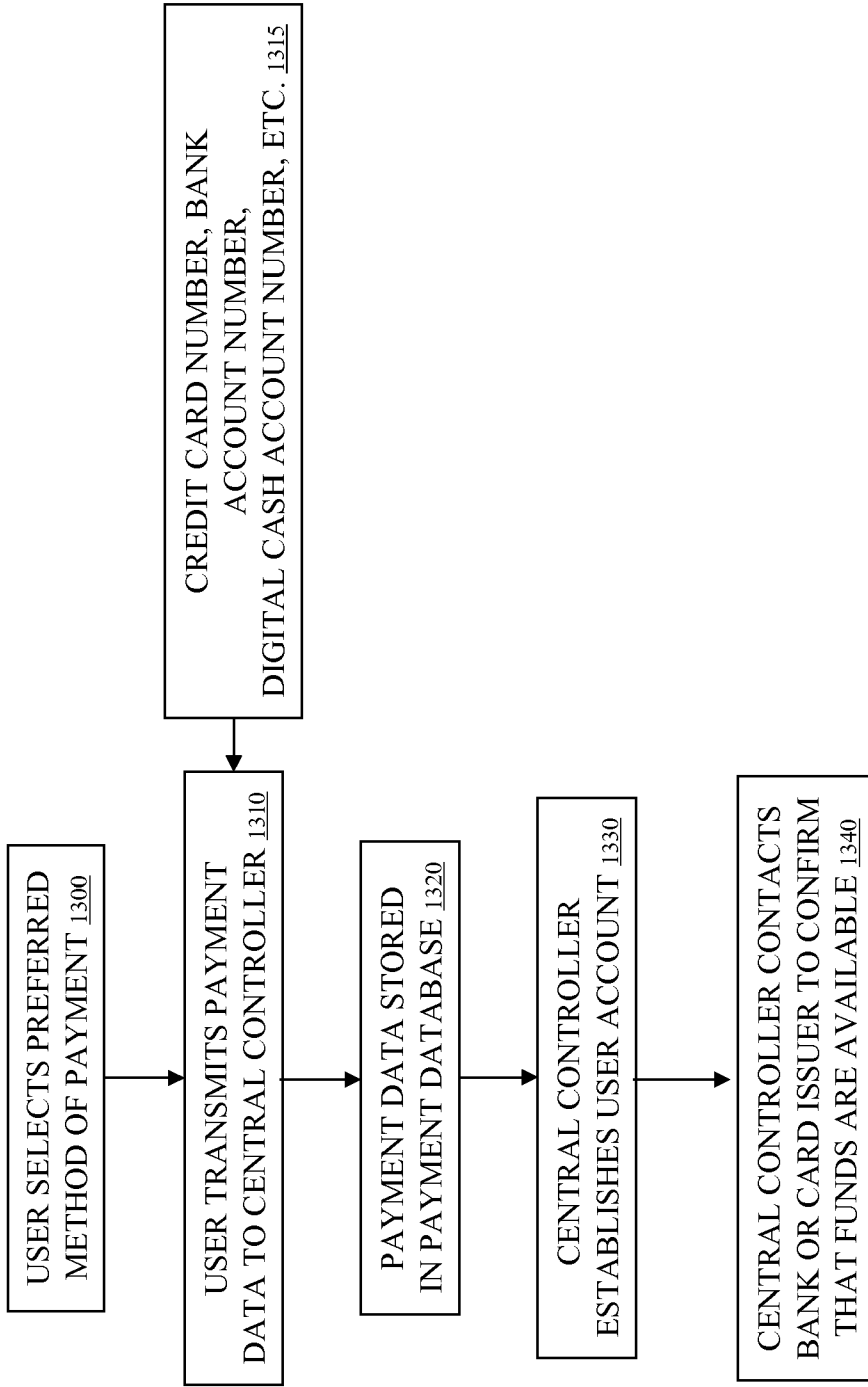 USER SELECTS PREFERRED
METHOD OF PAYMENT 1300
USER TRANSMITS PAYMENT
DATA TO CENTRAL CONTROLLER 1310
CREDIT CARD NUMBER, BANK
ACCOUNT NUMBER,
DIGITAL CASH ACCOUNT NUMBER, ETC. 1315
PAYMENT DATA STORED
IN PAYMENT DATABASE 1320
CENTRAL CONTROLLER
ESTABLISHES USER ACCOUNT 1330
CENTRAL CONTROLLER CONTACTS
BANK OR CARD ISSUER TO CONFIRM
THAT FUNDS ARE AVAILABLE 1340